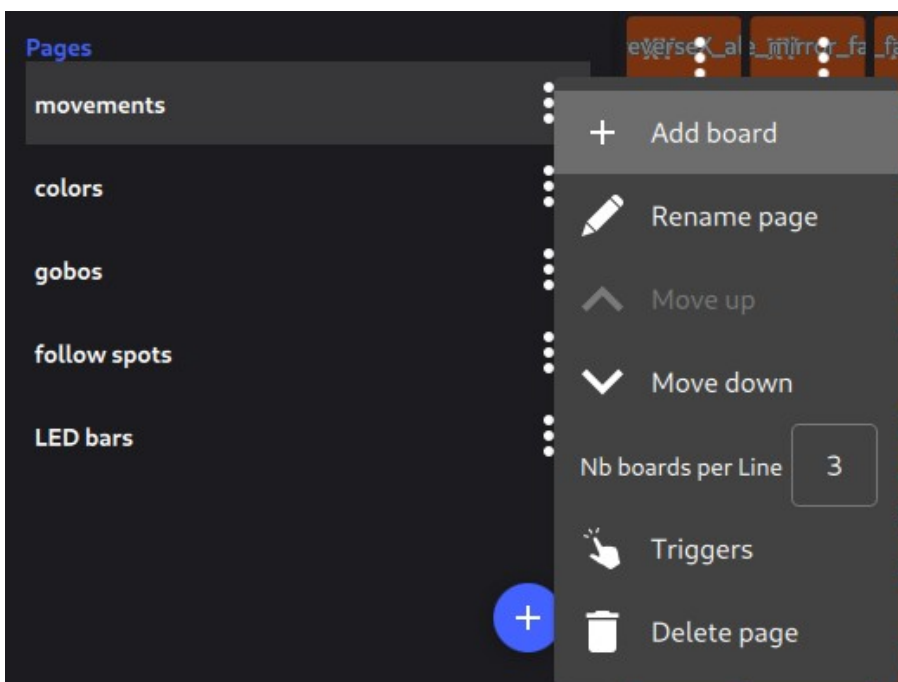 Pages
movements
colors
gobos
follow spots
LED bars
Add board
Rename page
Move up
Move down
Nb boards per Line 3
Triggers
Delete page